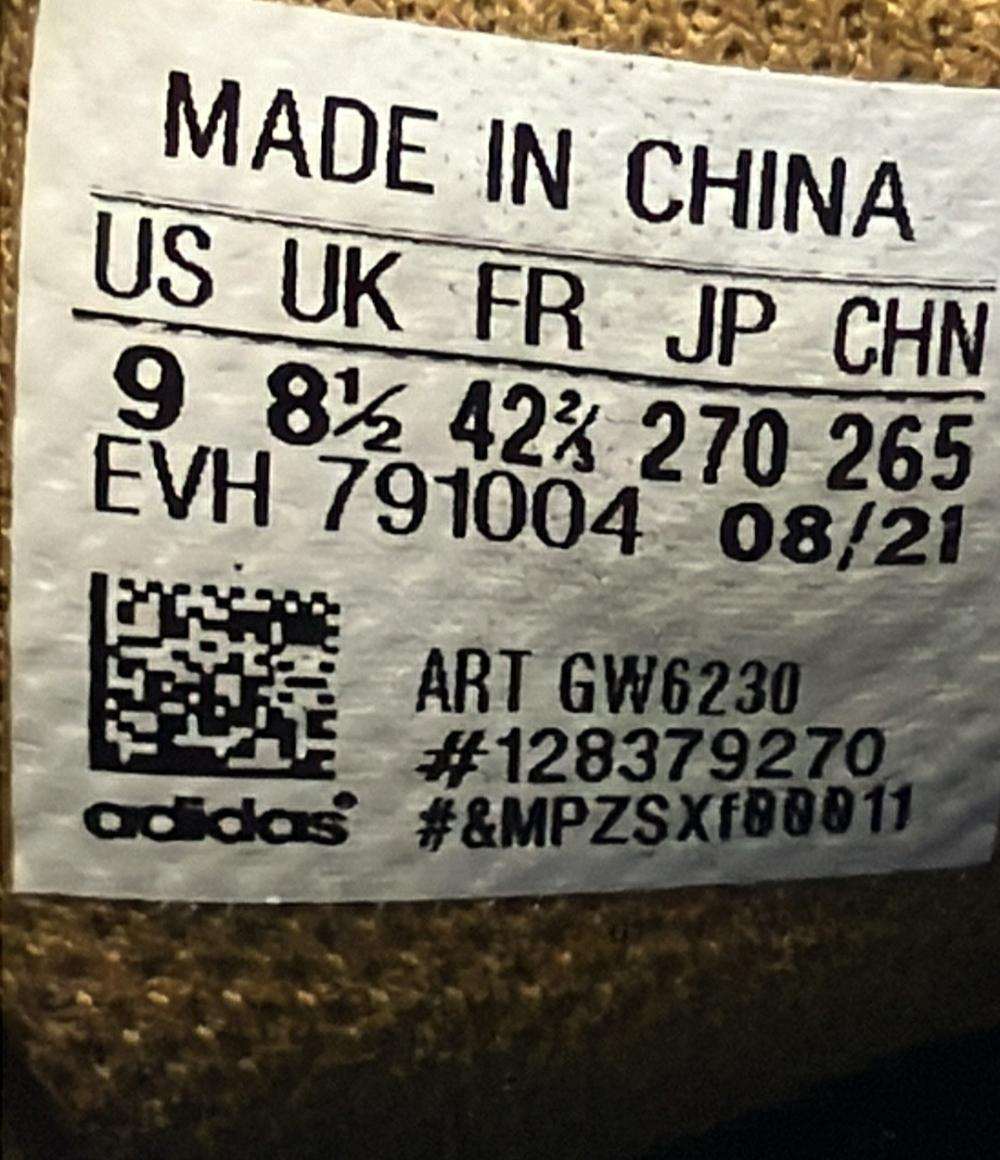 MADE IN CHINA
US UK FR JP CHN
9 8½ 42⅔ 270 265
EVH 791004 08/21
ART GW6230
#128379270
adidas® #&MPZSXf00011